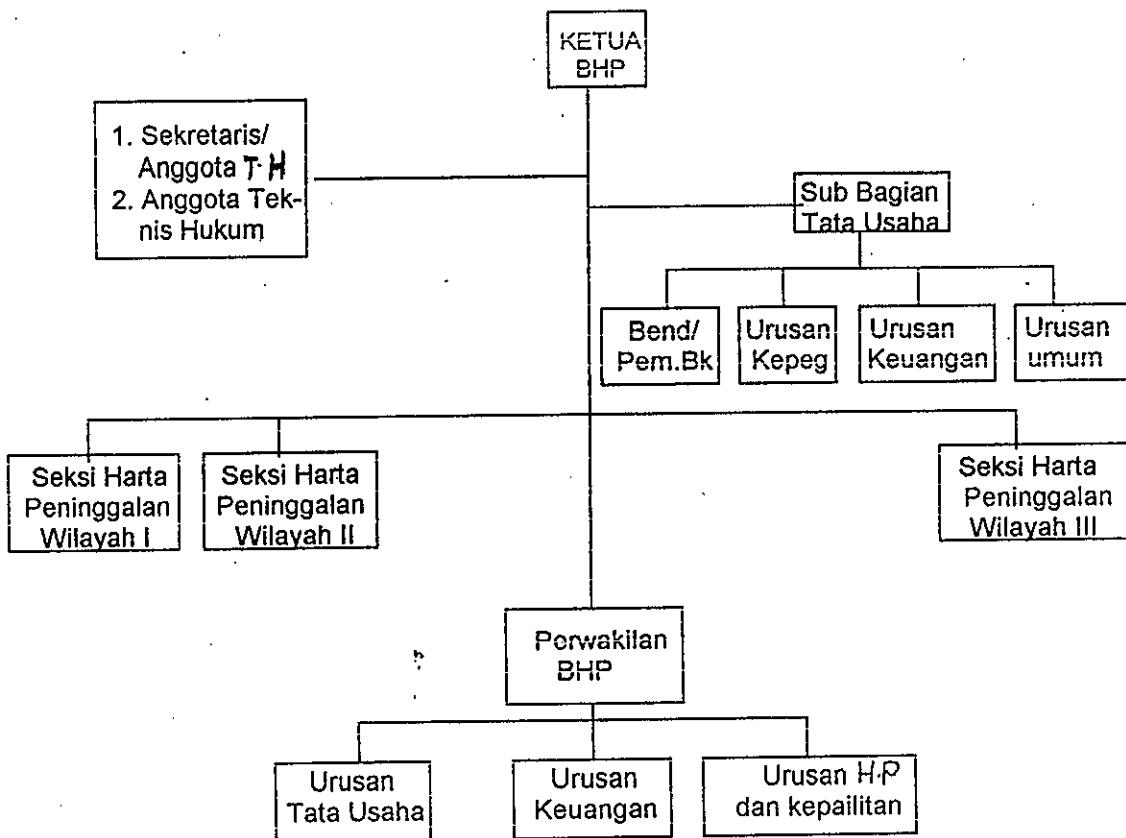 KETUA
BHP
1. Sekretaris/
Anggota T.H
2. Anggota Tek-
nis Hukum
Sub Bagian
Tata Usaha
Bend/
Pem.Bk
Urusan
Kepeg
Urusan
Keuangan
Urusan
umum
Seksi Harta
Peninggalan
Wilayah I
Seksi Harta
Peninggalan
Wilayah II
Seksi Harta
Peninggalan
Wilayah III
Perwakilan
BHP
Urusan
Tata Usaha
Urusan
Keuangan
Urusan H.P
dan kepailitan